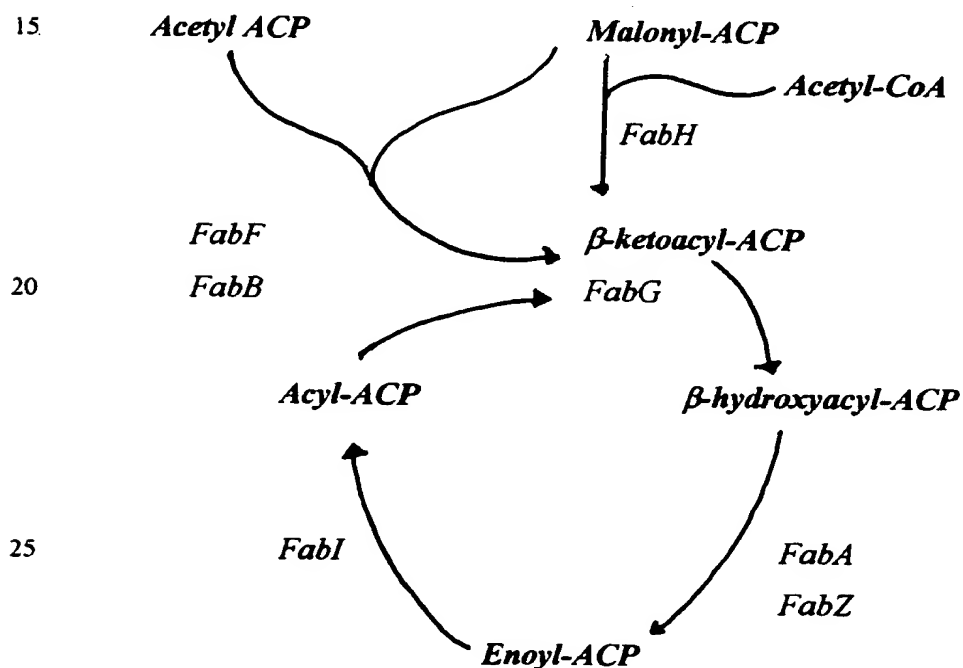 15. Acetyl ACP Malonyl-ACP
Acetyl-CoA
FabH
FabF β-ketoacyl-ACP
20 FabB FabG
Acyl-ACP β-hydroxyacyl-ACP
25 FabI FabA
FabZ
Enoyl-ACP